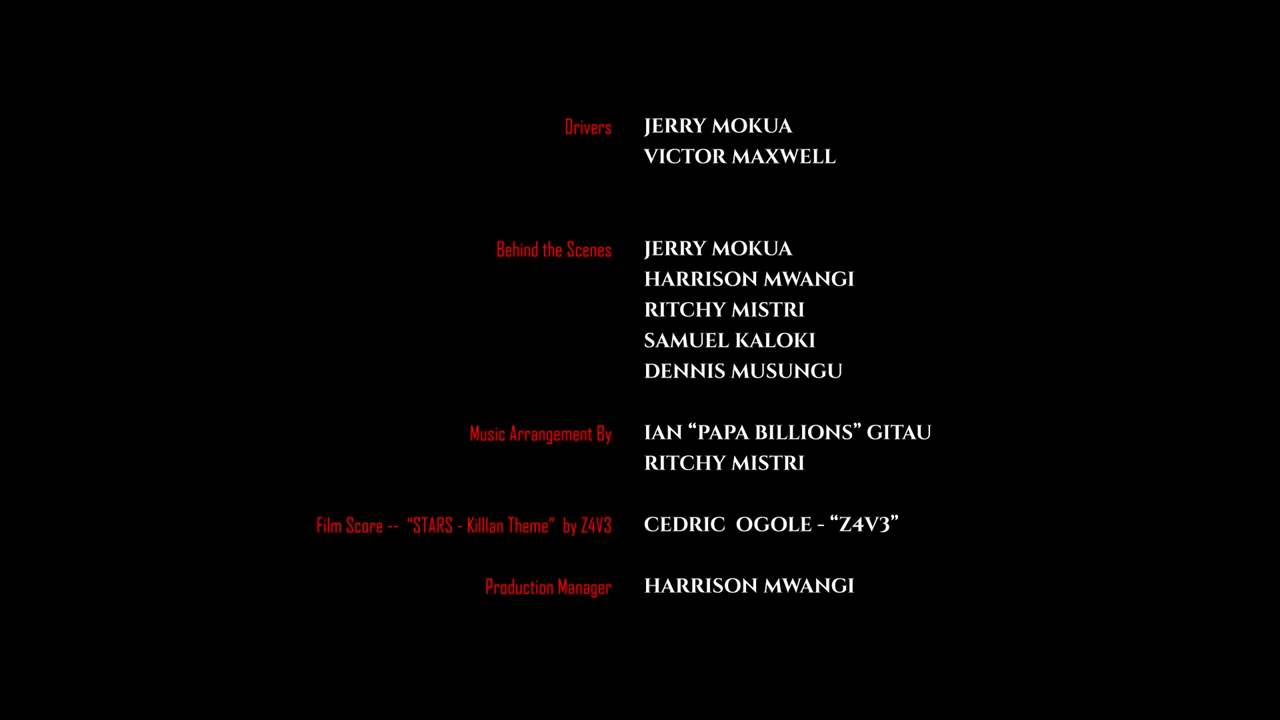 Drivers JERRY MOKUA
VICTOR MAXWELL
Behind the Scenes JERRY MOKUA
HARRISON MWANGI
RITCHY MISTRI
SAMUEL KALOKI
DENNIS MUSUNGU
Music Arrangement By IAN “PAPA BILLIONS” GITAU
RITCHY MISTRI
Film Score -- “STARS - Killlan Theme” by Z4V3 CEDRIC OGOLE - “Z4V3”
Production Manager HARRISON MWANGI